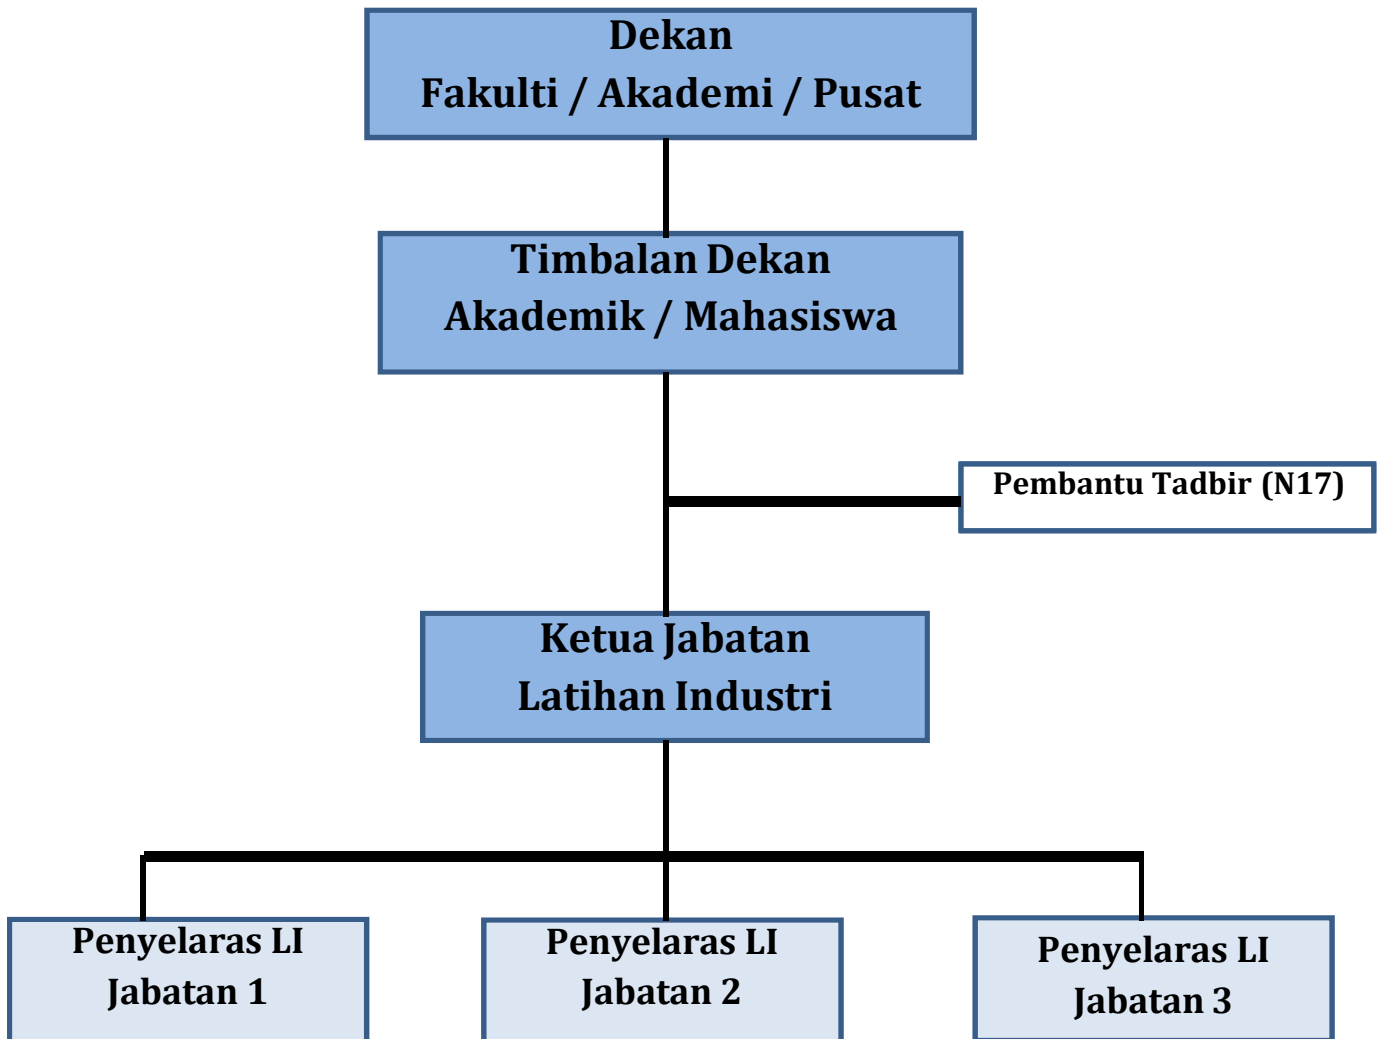 Dekan
Fakulti / Akademi / Pusat
Timbalan Dekan
Akademik / Mahasiswa
Pembantu Tadbir (N17)
Ketua Jabatan
Latihan Industri
Penyelaras LI
Jabatan 1
Penyelaras LI
Jabatan 2
Penyelaras LI
Jabatan 3